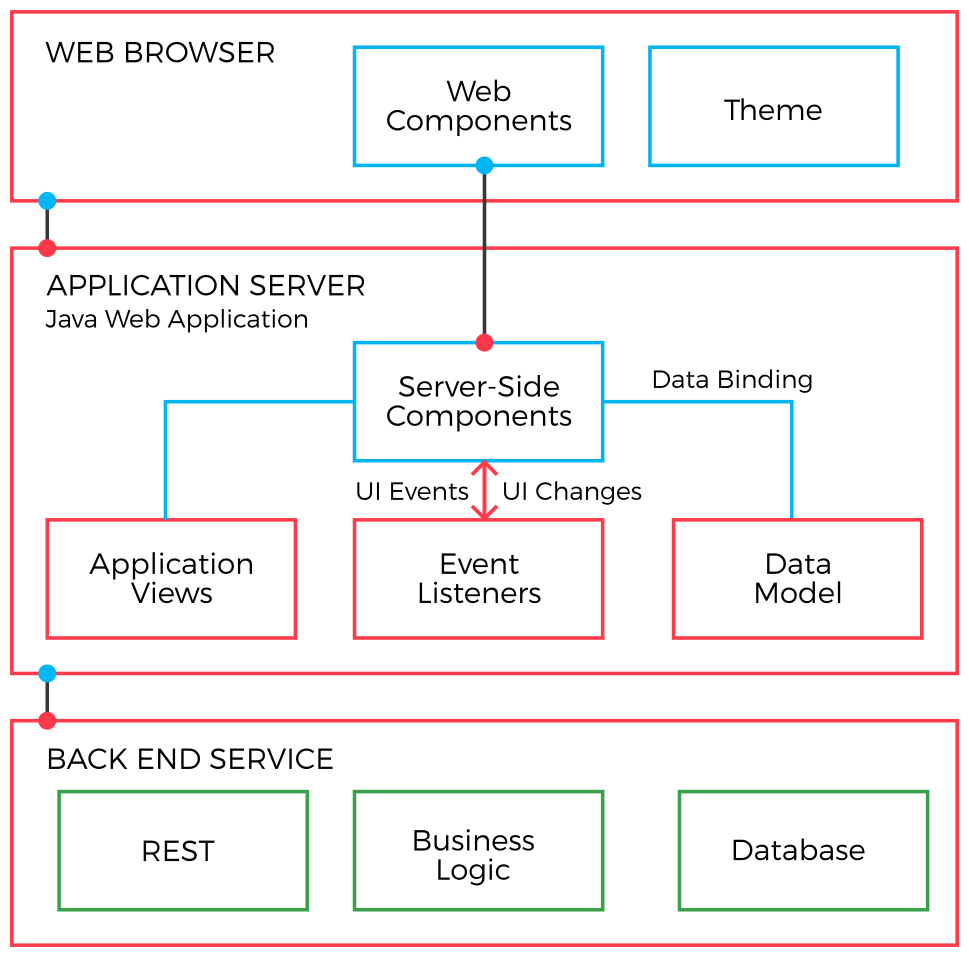 WEB BROWSER
Web
Components
Theme
APPLICATION SERVER
Java Web Application
Server-Side
Components
Data Binding
UI Events
UI Changes
Application
Views
Event
Listeners
Data
Model
BACK END SERVICE
REST
Business
Logic
Database